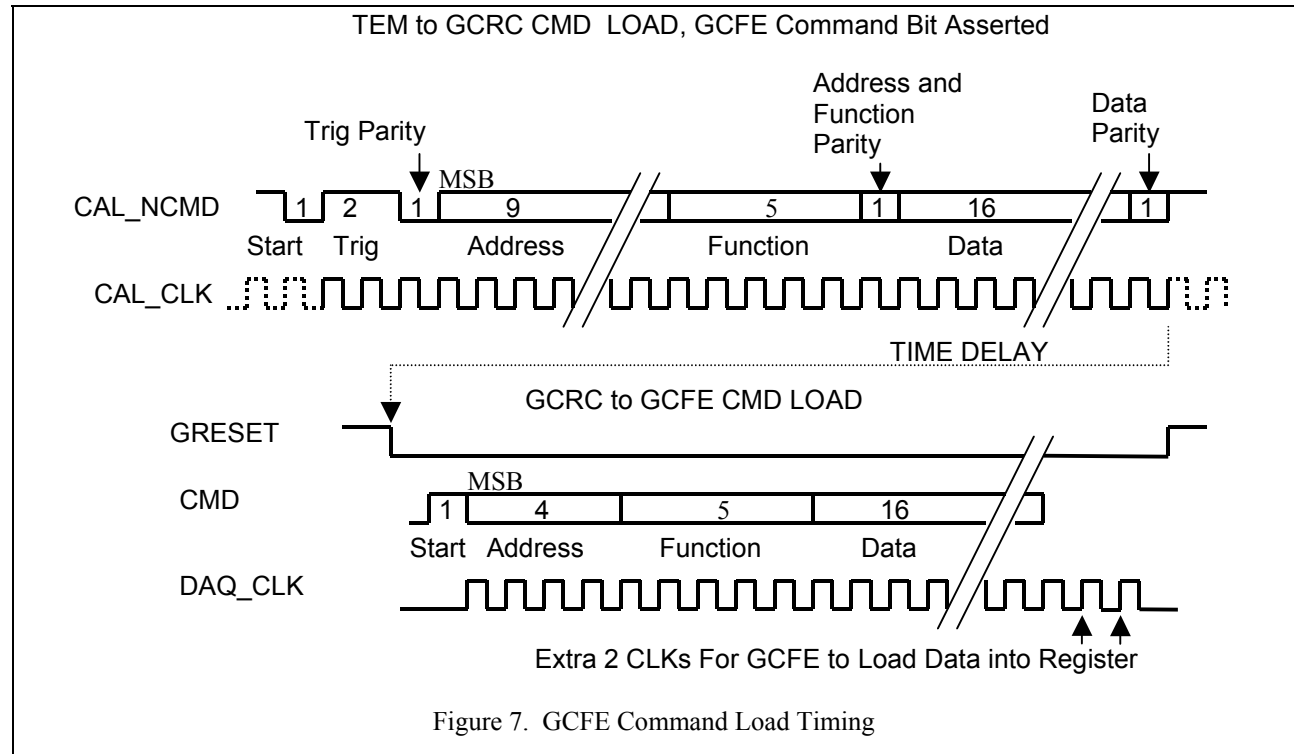 TEM to GCRC CMD LOAD, GCFE Command Bit Asserted
Trig Parity
Address and
Function
Parity
Data
Parity
MSB
CAL_NCMD 1 2 1 9 5 1 16 1
Start Trig Address Function Data
CAL_CLK
TIME DELAY
GCRC to GCFE CMD LOAD
GRESET
MSB
CMD 1 4 5 16
Start Address Function Data
DAQ_CLK
Extra 2 CLKs For GCFE to Load Data into Register
Figure 7. GCFE Command Load Timing